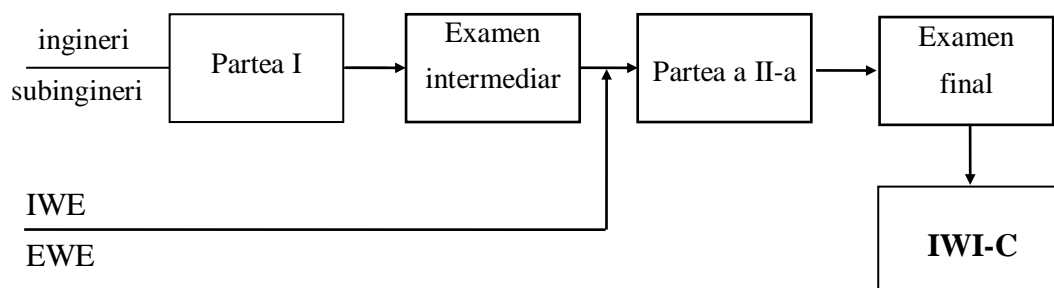 ingineri
subingineri
Partea I
Examen
intermediar
Partea a II-a
Examen
final
IWE
EWE
IWI-C